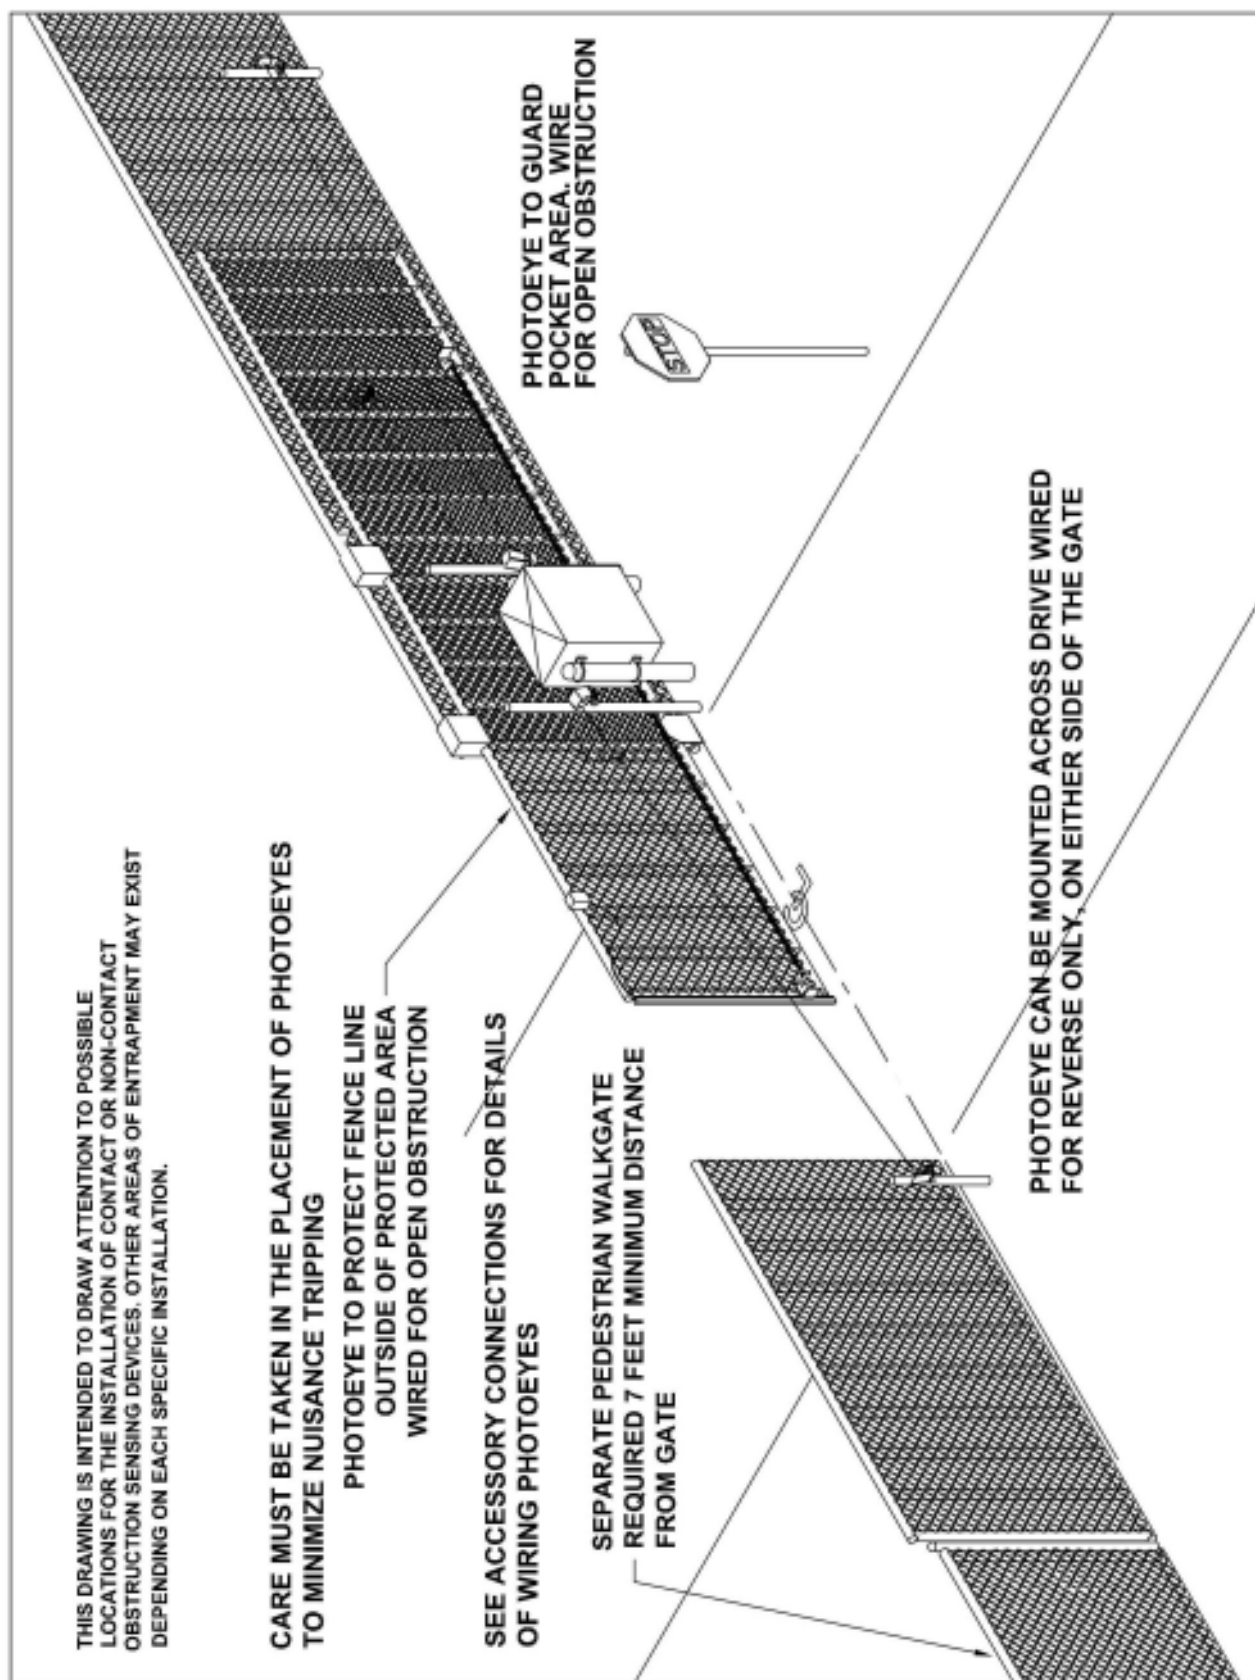 THIS DRAWING IS INTENDED TO DRAW ATTENTION TO POSSIBLE
LOCATIONS FOR THE INSTALLATION OF CONTACT OR NON-CONTACT
OBSTRUCTION SENSING DEVICES. OTHER AREAS OF ENTRAPMENT MAY EXIST
DEPENDING ON EACH SPECIFIC INSTALLATION.
CARE MUST BE TAKEN IN THE PLACEMENT OF PHOTOEYES
TO MINIMIZE NUISANCE TRIPPING
PHOTOEYE TO PROTECT FENCE LINE
OUTSIDE OF PROTECTED AREA
WIRED FOR OPEN OBSTRUCTION
SEE ACCESSORY CONNECTIONS FOR DETAILS
OF WIRING PHOTOEYES
SEPARATE PEDESTRIAN WALKGATE
REQUIRED 7 FEET MINIMUM DISTANCE
FROM GATE
PHOTOEYE TO GUARD
POCKET AREA. WIRE
FOR OPEN OBSTRUCTION
STOP
PHOTOEYE CAN BE MOUNTED ACROSS DRIVE WIRED
FOR REVERSE ONLY, ON EITHER SIDE OF THE GATE